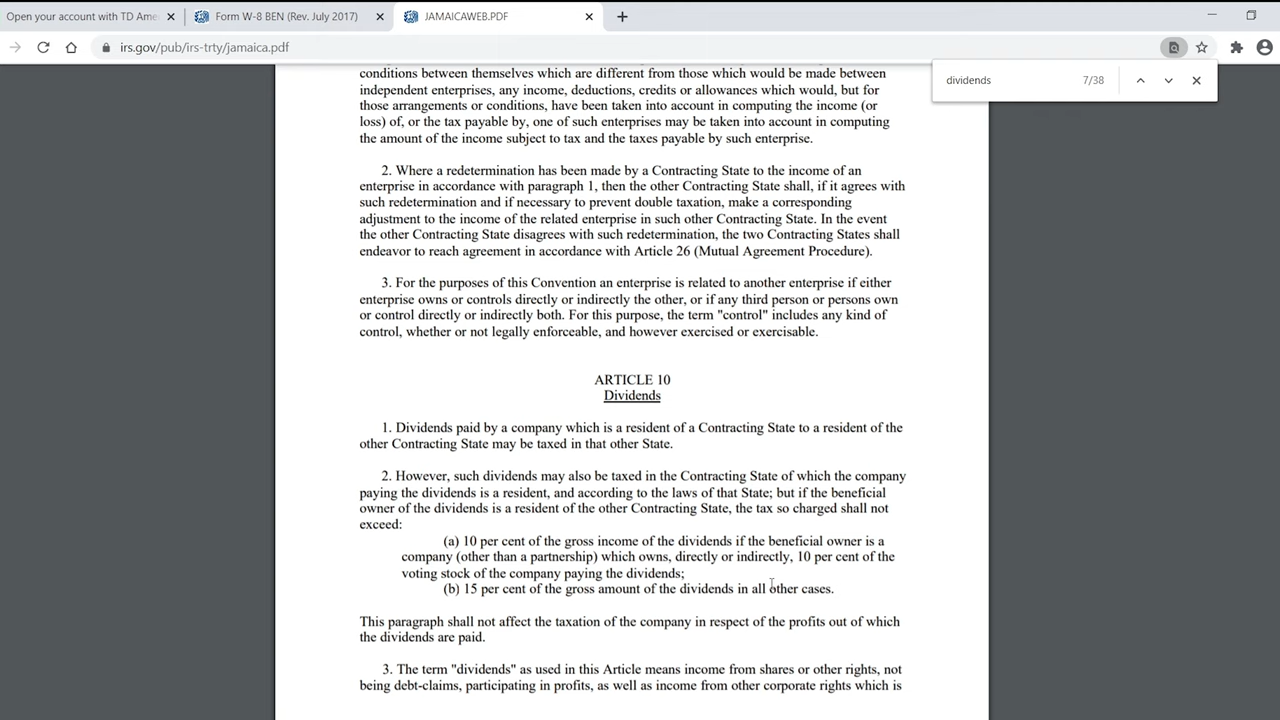 Open your account with TD Ame
Form W-8 BEN (Rev. July 2017)
JAMAICAWEB.PDF
irs.gov/pub/irs-trty/jamaica.pdf
dividends 7/38
conditions between themselves which are different from those which would be made between
independent enterprises, any income, deductions, credits or allowances which would, but for
those arrangements or conditions, have been taken into account in computing the income (or
loss) of, or the tax payable by, one of such enterprises may be taken into account in computing
the amount of the income subject to tax and the taxes payable by such enterprise.
2. Where a redetermination has been made by a Contracting State to the income of an
enterprise in accordance with paragraph 1, then the other Contracting State shall, if it agrees with
such redetermination and if necessary to prevent double taxation, make a corresponding
adjustment to the income of the related enterprise in such other Contracting State. In the event
the other Contracting State disagrees with such redetermination, the two Contracting States shall
endeavor to reach agreement in accordance with Article 26 (Mutual Agreement Procedure).
3. For the purposes of this Convention an enterprise is related to another enterprise if either
enterprise owns or controls directly or indirectly the other, or if any third person or persons own
or control directly or indirectly both. For this purpose, the term "control" includes any kind of
control, whether or not legally enforceable, and however exercised or exercisable.
ARTICLE 10
Dividends
1. Dividends paid by a company which is a resident of a Contracting State to a resident of the
other Contracting State may be taxed in that other State.
2. However, such dividends may also be taxed in the Contracting State of which the company
paying the dividends is a resident, and according to the laws of that State; but if the beneficial
owner of the dividends is a resident of the other Contracting State, the tax so charged shall not
exceed:
(a) 10 per cent of the gross income of the dividends if the beneficial owner is a
company (other than a partnership) which owns, directly or indirectly, 10 per cent of the
voting stock of the company paying the dividends;
(b) 15 per cent of the gross amount of the dividends in all other cases.
This paragraph shall not affect the taxation of the company in respect of the profits out of which
the dividends are paid.
3. The term "dividends" as used in this Article means income from shares or other rights, not
being debt-claims, participating in profits, as well as income from other corporate rights which is